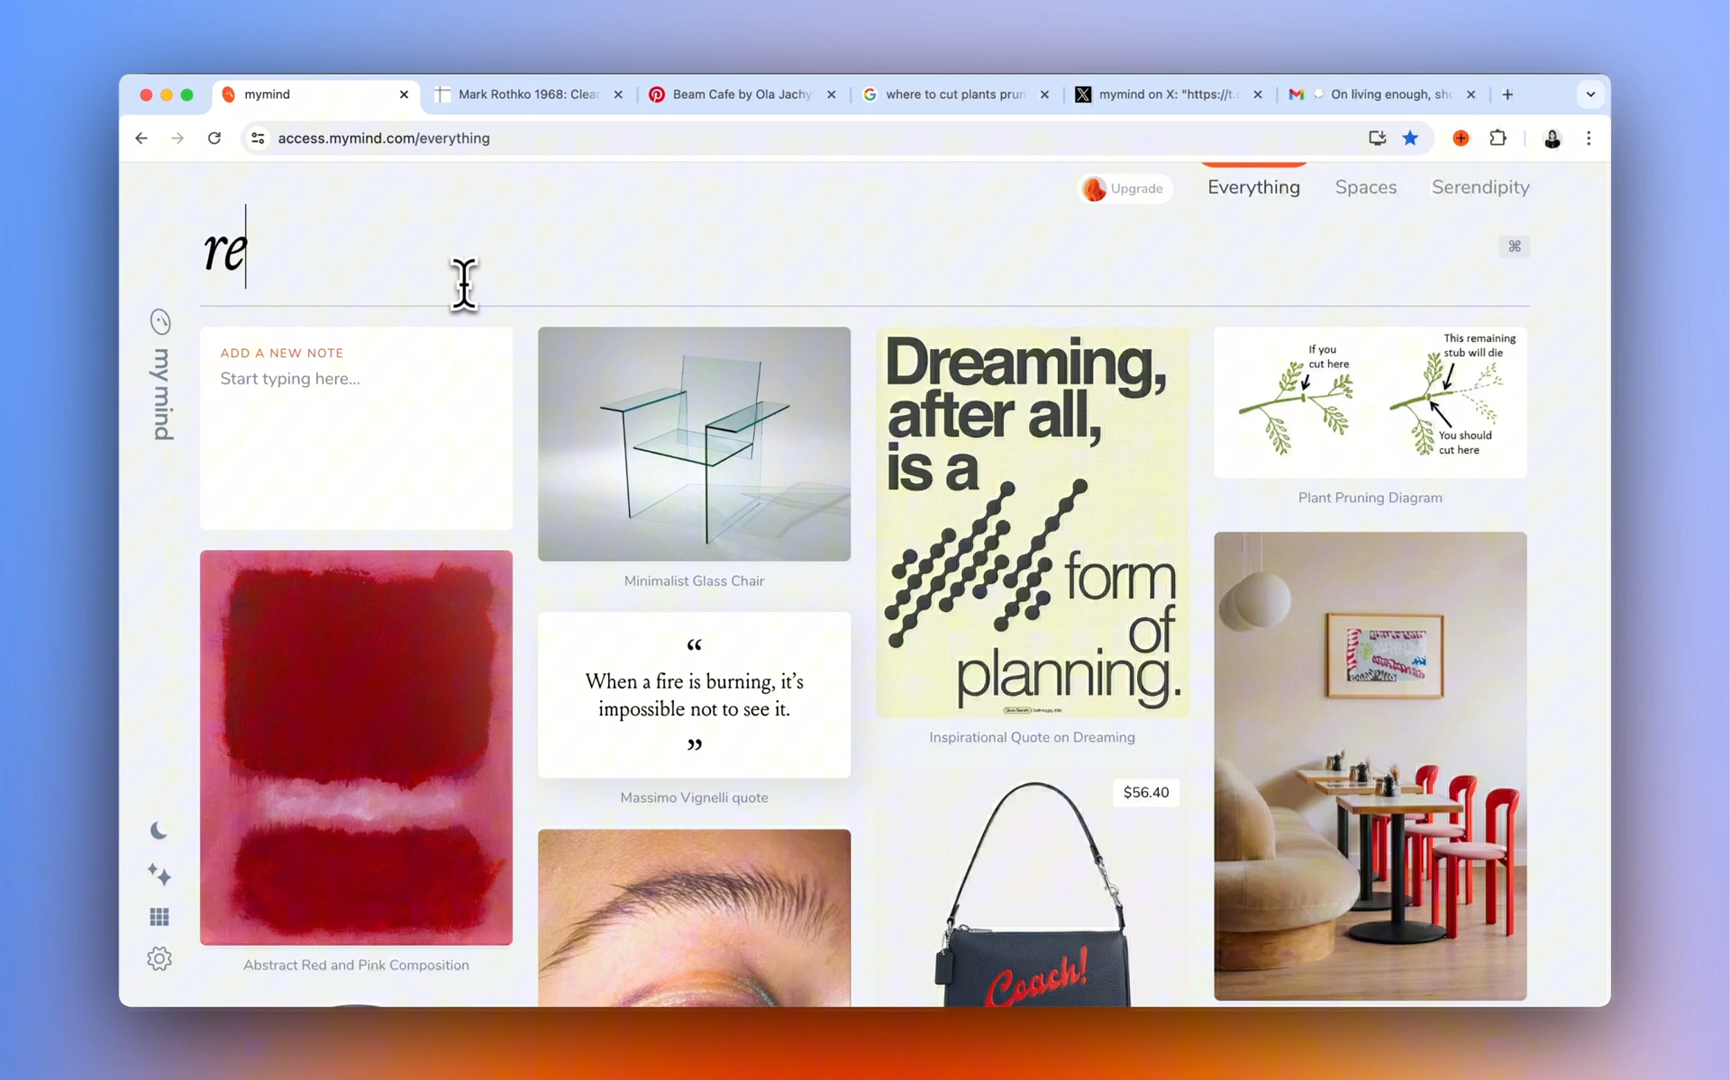 mymind
Mark Rothko 1968: Clear
Beam Cafe by Ola Jachy
where to cut plants prun
mymind on X: "https://t.c
On living enough, sho
access.mymind.com/everything
Upgrade
Everything
Spaces
Serendipity
re
⌘
mymind
ADD A NEW NOTE
Start typing here...
Abstract Red and Pink Composition
Minimalist Glass Chair
“
When a fire is burning, it’s
impossible not to see it.
”
Massimo Vignelli quote
Dreaming,
after all,
is a
form
of
planning.
Inspirational Quote on Dreaming
$56.40
Coach!
If you
cut here
This remaining
stub will die
You should
cut here
Plant Pruning Diagram